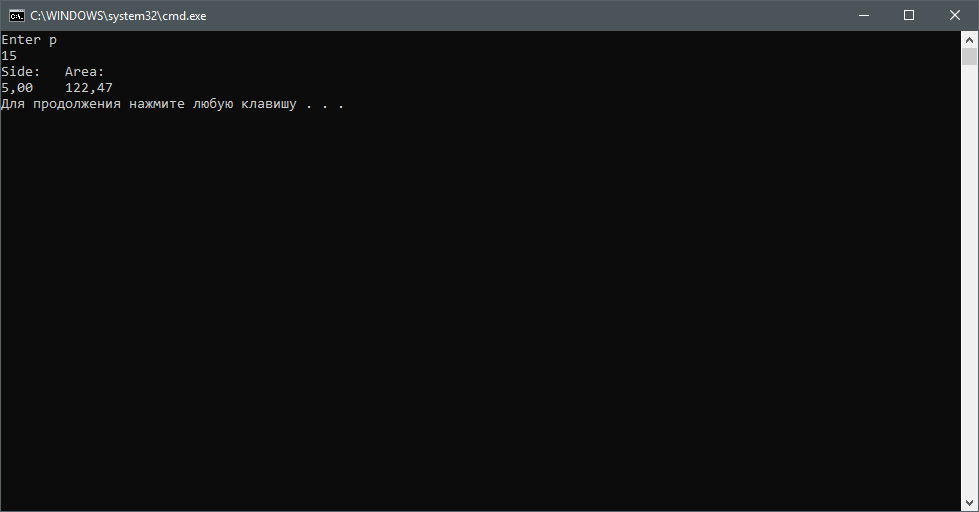 C:\WINDOWS\system32\cmd.exe
Enter p
15
Side:   Area:
5,00    122,47
Для продолжения нажмите любую клавишу . . .